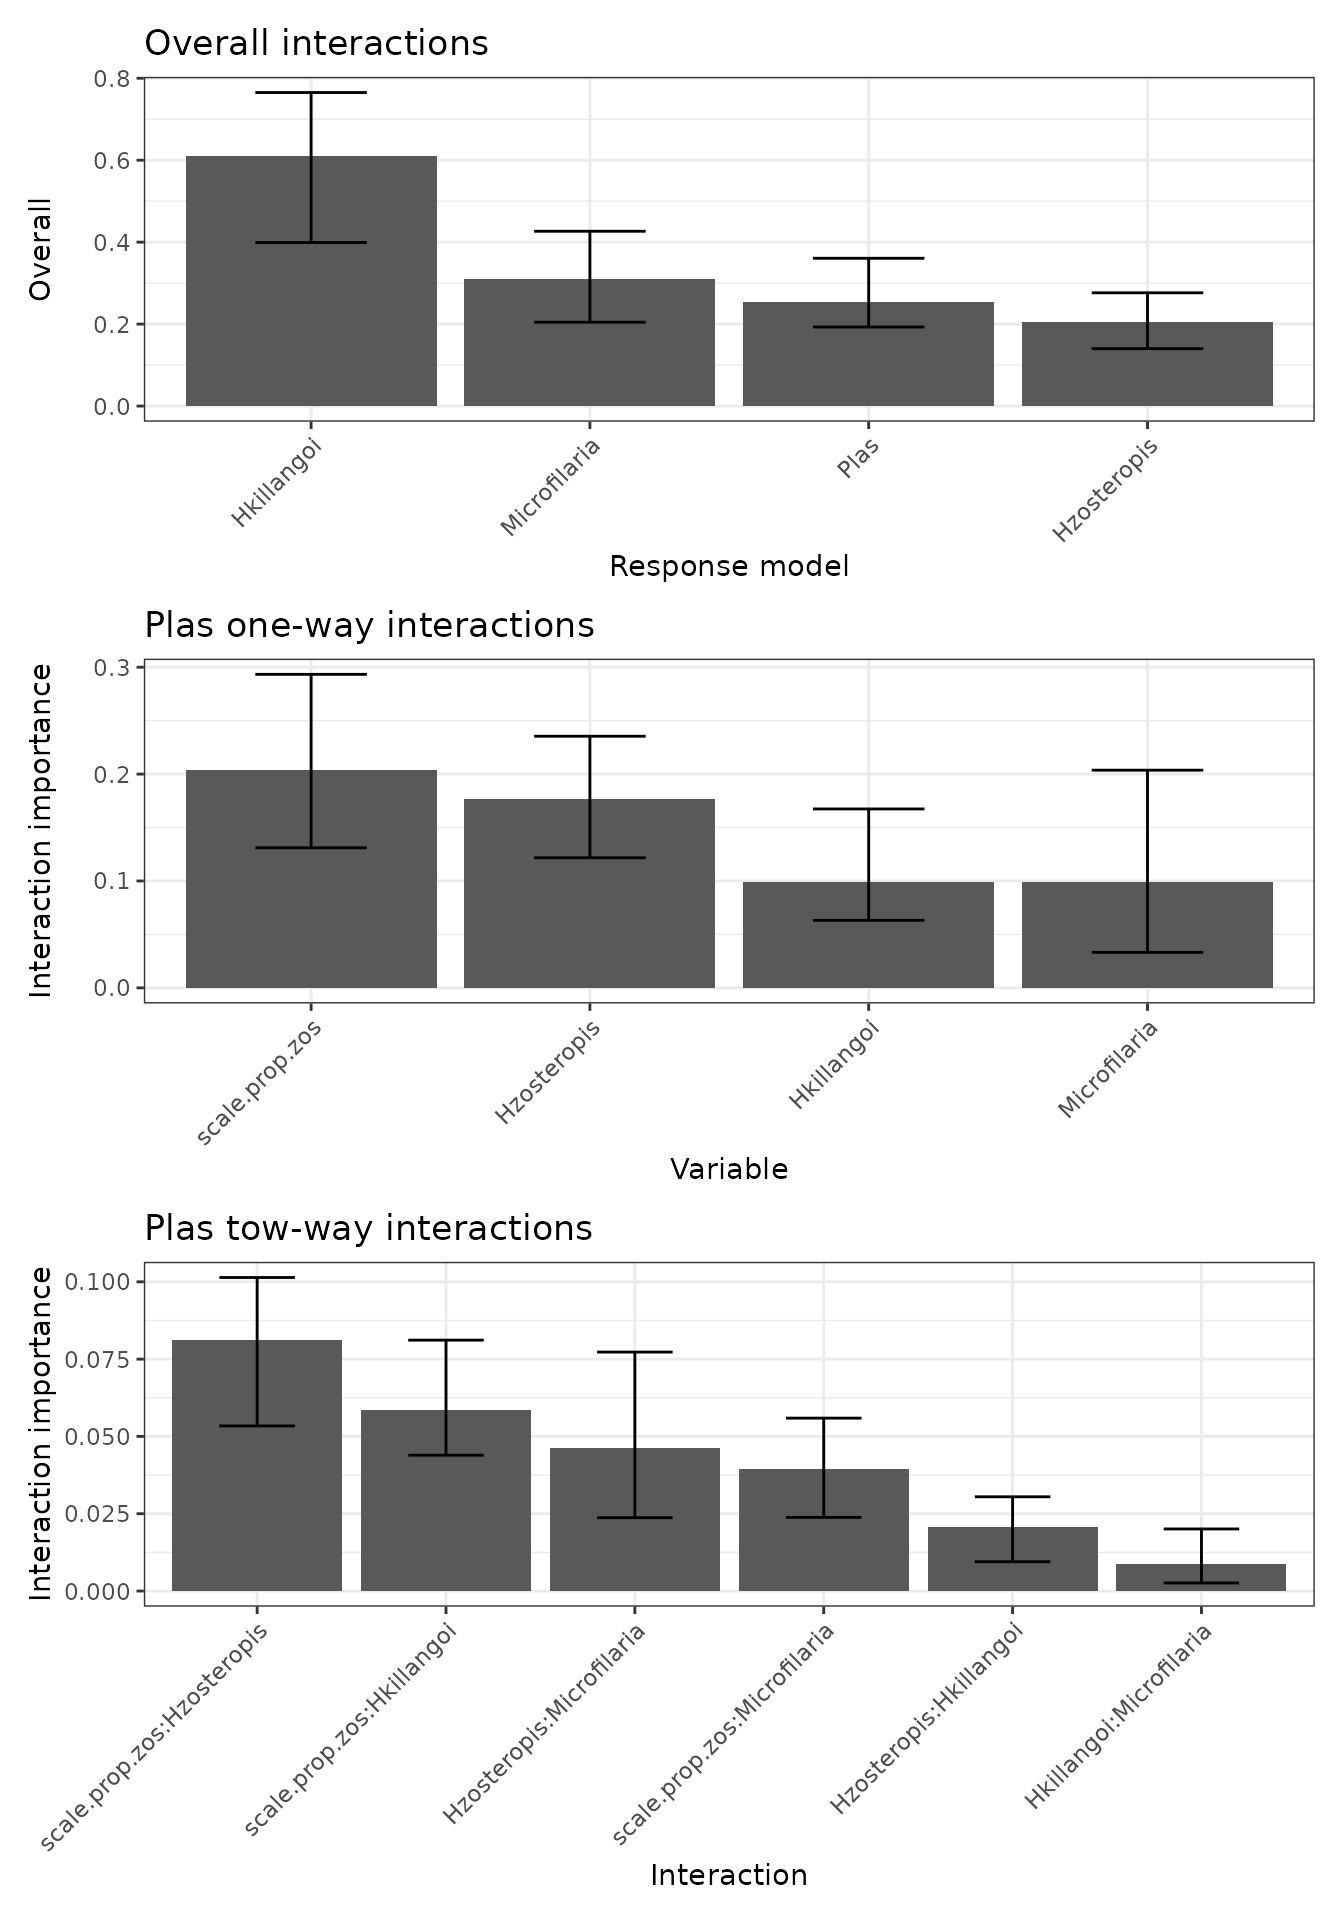 Overall interactions
Overall
0.8
0.6
0.4
0.2
0.0
Hkillangoi
Microfilaria
Plas
Hzosteropis
Response model
Plas one-way interactions
Interaction importance
0.3
0.2
0.1
0.0
scale.prop.zos
Hzosteropis
Hkillangoi
Microfilaria
Variable
Plas tow-way interactions
Interaction importance
0.100
0.075
0.050
0.025
0.000
scale.prop.zos:Hzosteropis
scale.prop.zos:Hkillangoi
Hzosteropis:Microfilaria
scale.prop.zos:Microfilaria
Hzosteropis:Hkillangoi
Hkillangoi:Microfilaria
Interaction